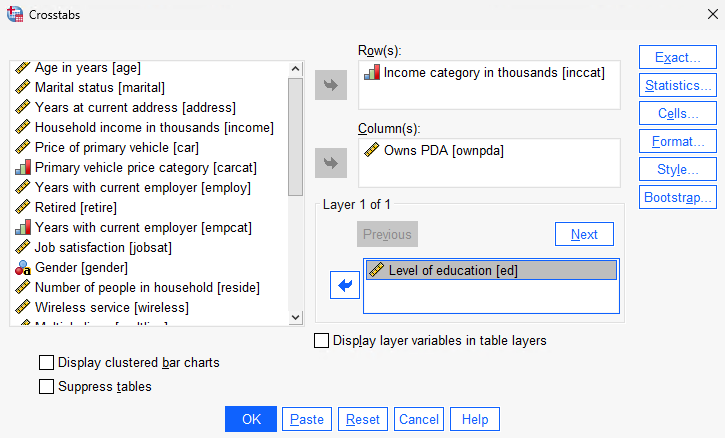 Crosstabs
Age in years [age]
Marital status [marital]
Years at current address [address]
Household income in thousands [income]
Price of primary vehicle [car]
Primary vehicle price category [carcat]
Years with current employer [employ]
Retired [retire]
Years with current employer [empcat]
Job satisfaction [jobsat]
Gender [gender]
Number of people in household [reside]
Wireless service [wireless]
Row(s):
Income category in thousands [inccat]
Column(s):
Owns PDA [ownpda]
Layer 1 of 1
Previous
Next
Level of education [ed]
Display layer variables in table layers
Exact...
Statistics...
Cells...
Format...
Style...
Bootstrap...
Display clustered bar charts
Suppress tables
OK
Paste
Reset
Cancel
Help